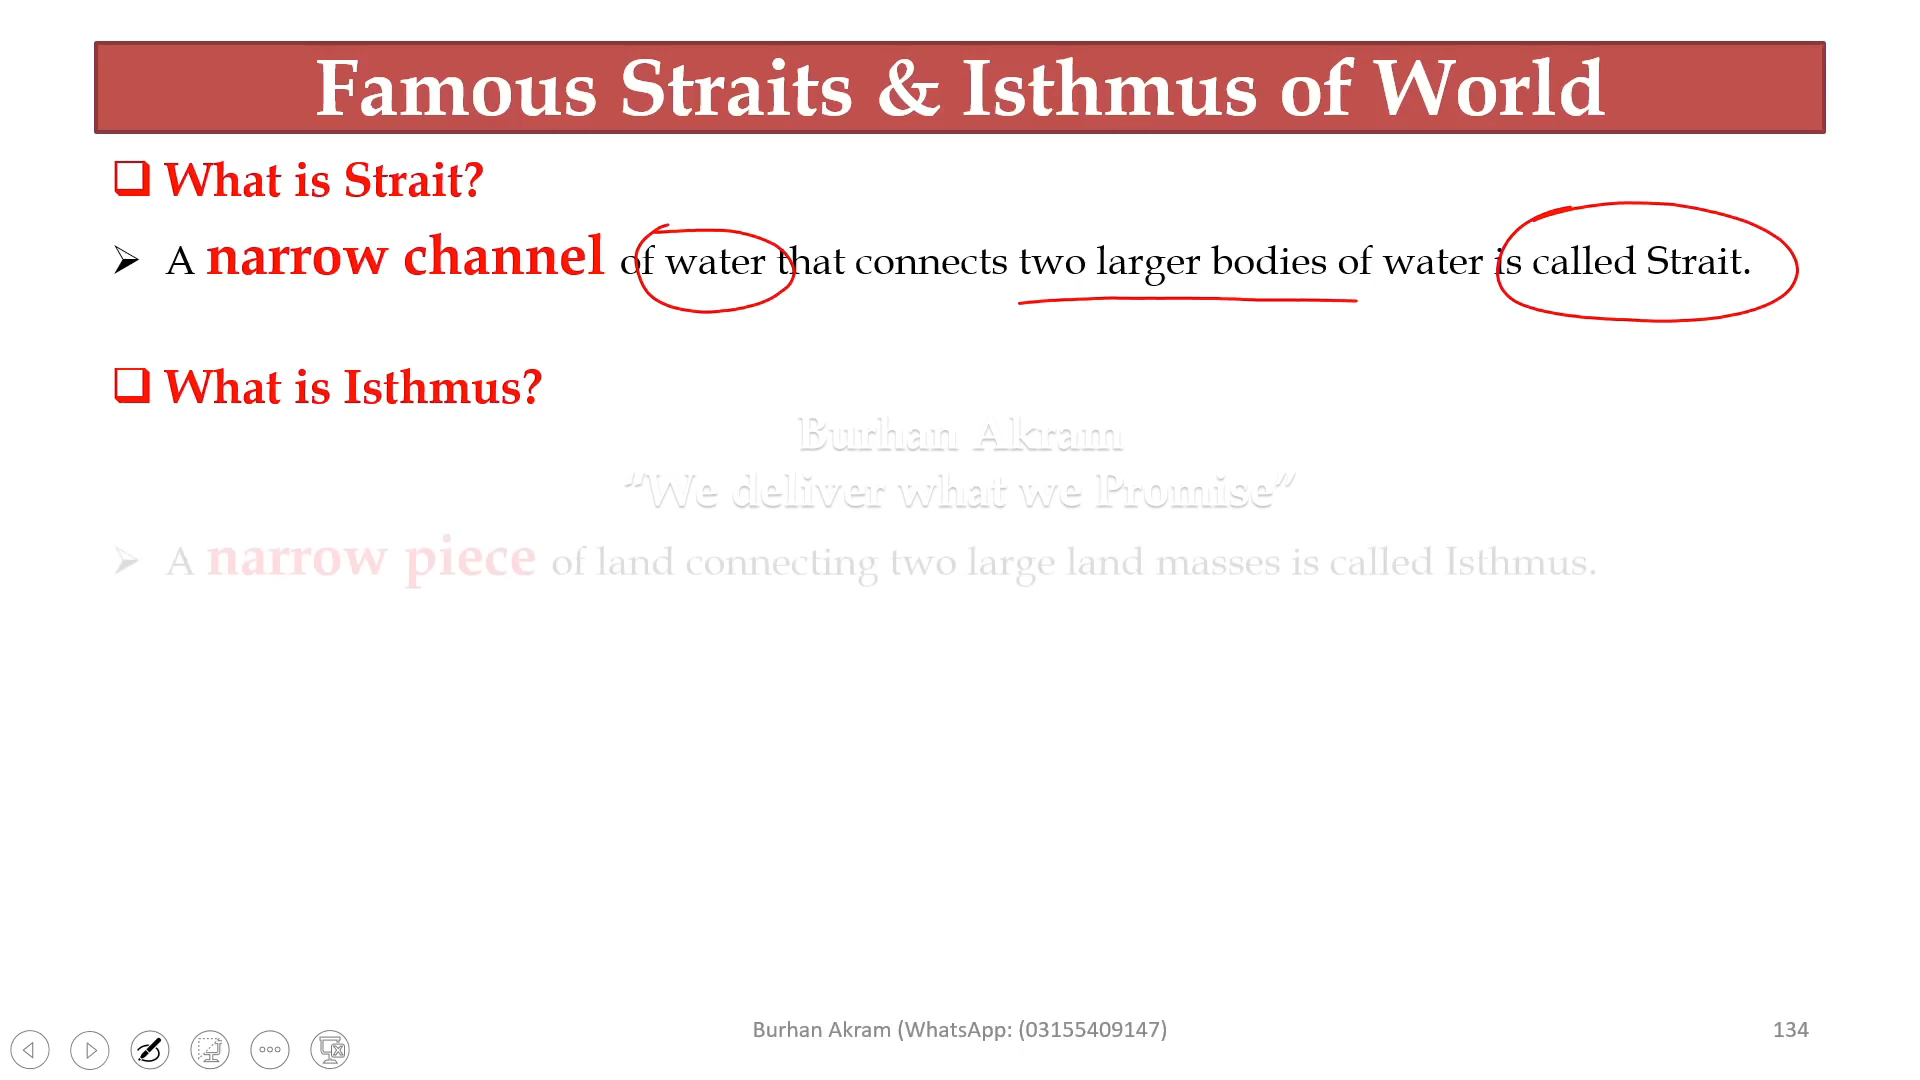 Famous Straits & Isthmus of World
What is Strait?
A narrow channel of water that connects two larger bodies of water is called Strait.
What is Isthmus?
Burhan Akram
“We deliver what we Promise”
A narrow piece of land connecting two large land masses is called Isthmus.
Burhan Akram (WhatsApp: (03155409147)
134